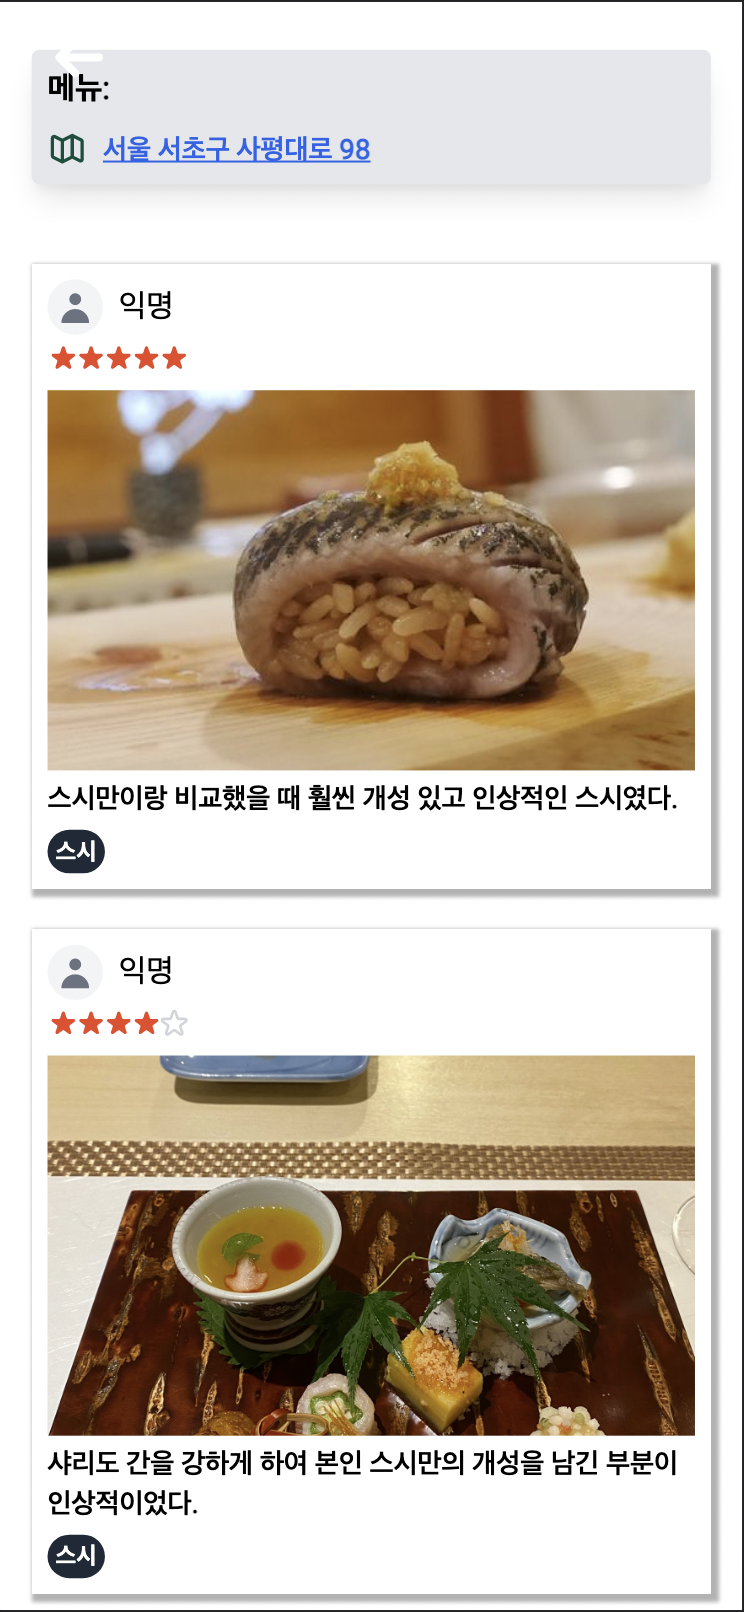 메뉴:
서울 서초구 사평대로 98
익명
스시만이랑 비교했을 때 훨씬 개성 있고 인상적인 스시였다.
스시
익명
샤리도 간을 강하게 하여 본인 스시만의 개성을 남긴 부분이
인상적이었다.
스시